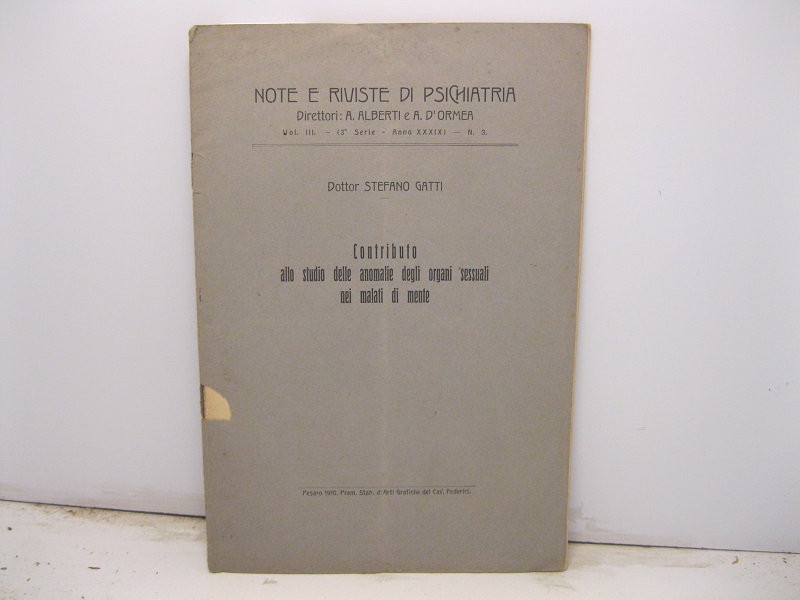 NOTE E RIVISTE DI PSICHIATRIA
Direttori: A. ALBERTI e A. D'ORMEA
Vol. III. — (3ª Serie - Anno XXXIX) — N. 3.
Dottor STEFANO GATTI
Contributo
allo studio delle anomalie degli organi sessuali
nei malati di mente
Pesaro 1910. Prem. Stab. d'Arti Grafiche del Cav. Federici.